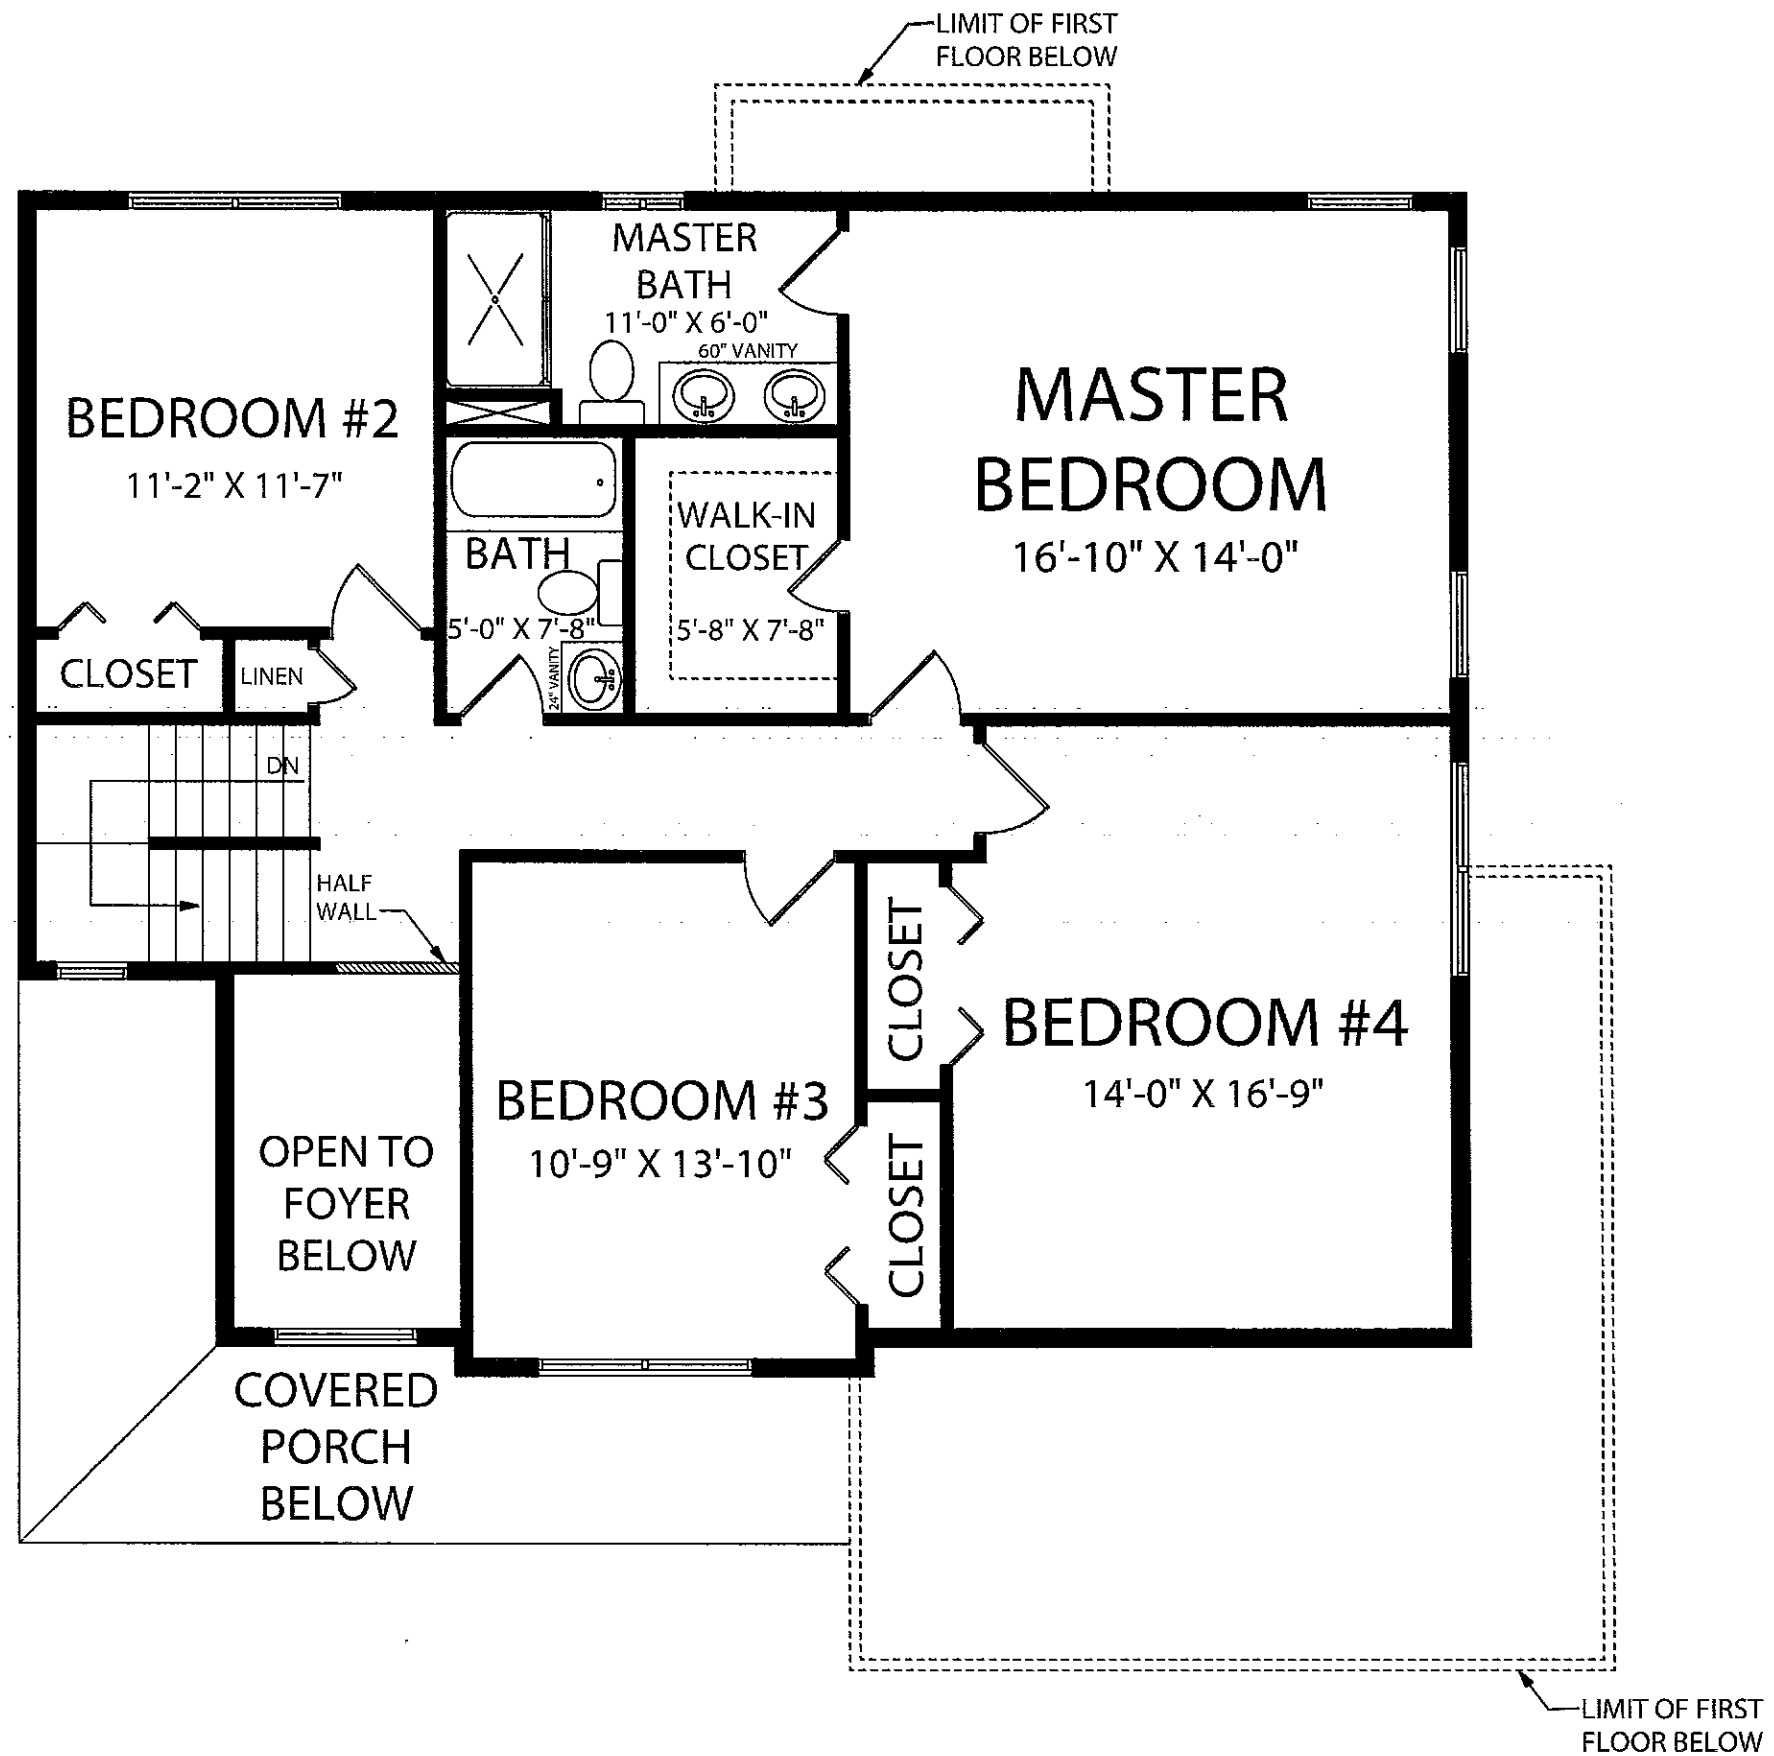 LIMIT OF FIRST
FLOOR BELOW
MASTER
BATH
11'-0" X 6'-0"
60" VANITY
BEDROOM #2
11'-2" X 11'-7"
MASTER
BEDROOM
16'-10" X 14'-0"
WALK-IN
CLOSET
5'-8" X 7'-8"
BATH
5'-0" X 7'-8"
24" VANITY
CLOSET
LINEN
DN
HALF
WALL
CLOSET
BEDROOM #4
14'-0" X 16'-9"
BEDROOM #3
10'-9" X 13'-10"
CLOSET
OPEN TO
FOYER
BELOW
COVERED
PORCH
BELOW
LIMIT OF FIRST
FLOOR BELOW